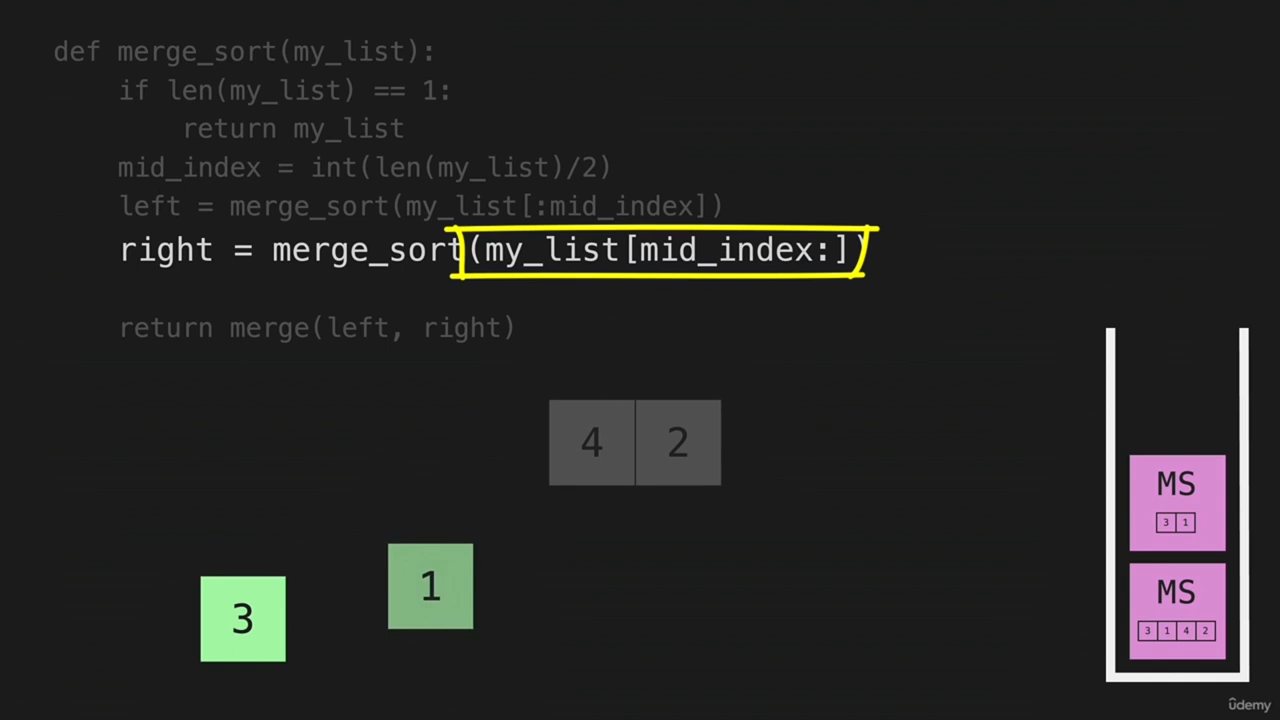 def merge_sort(my_list):
    if len(my_list) == 1:
        return my_list
    mid_index = int(len(my_list)/2)
    left = merge_sort(my_list[:mid_index])
    right = merge_sort(my_list[mid_index:])
    return merge(left, right)
4 2
MS
3 1
1
3
MS
3 1 4 2
ûdemy